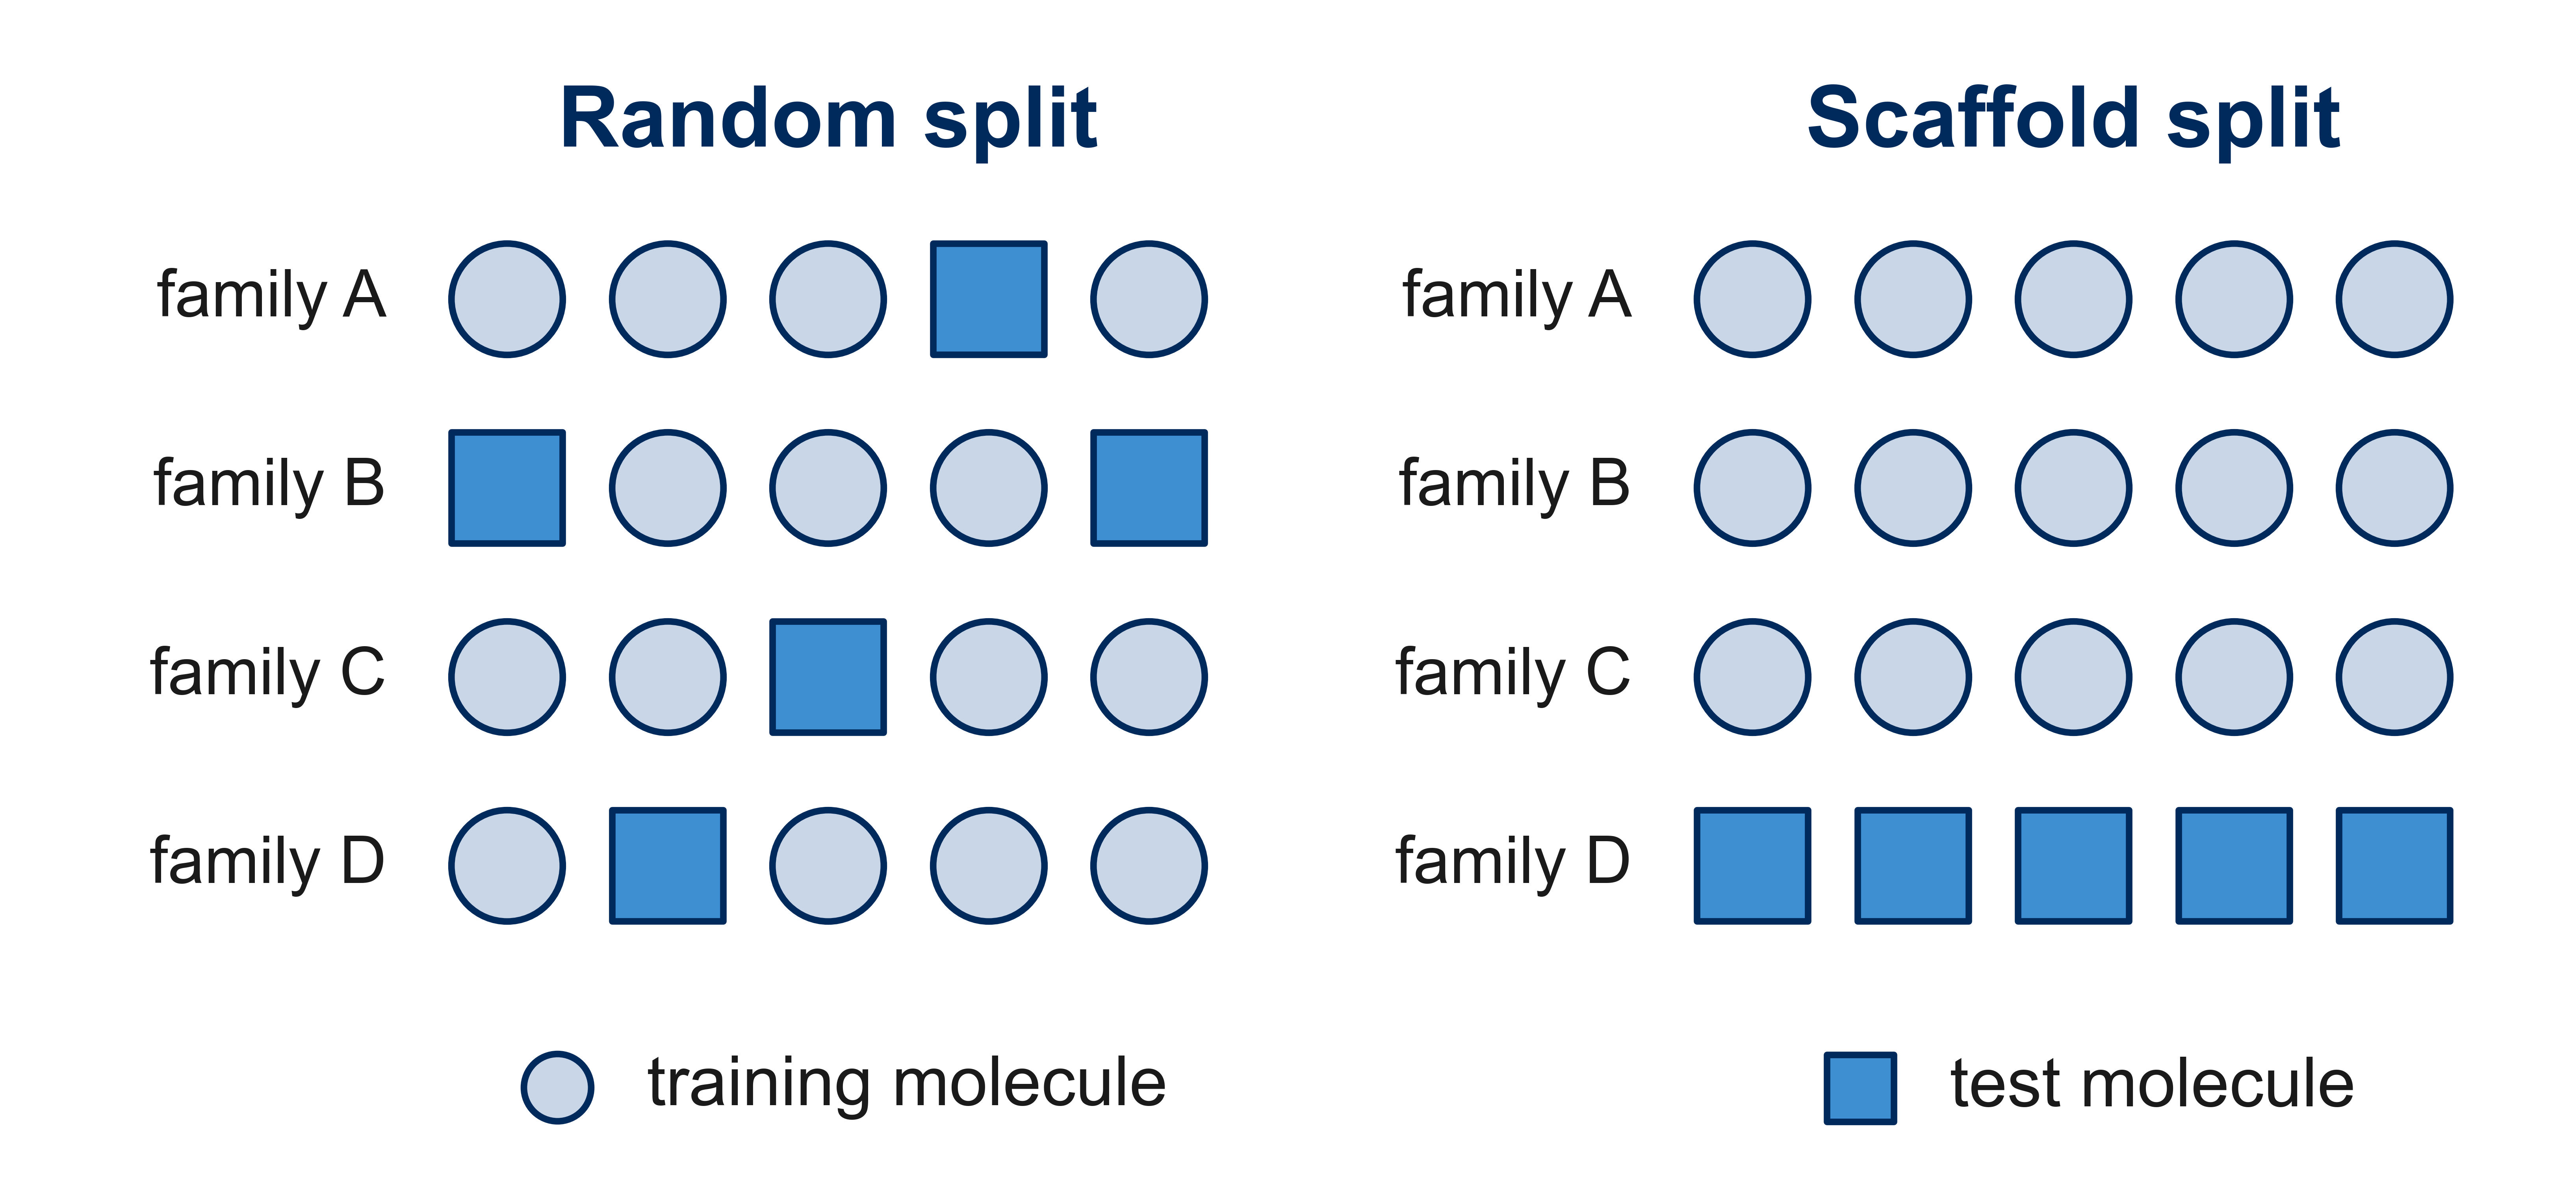 Random split
family A
family B
family C
family D
training molecule
Scaffold split
family A
family B
family C
family D
test molecule